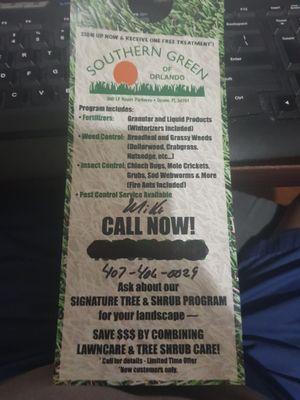 SIGN UP NOW & RECEIVE ONE FREE TREATMENT*!
SOUTHERN GREEN
OF
ORLANDO
Program Includes:
• Fertilizers: Granular and Liquid Products
(Winterizers Included)
• Weed Control: Broadleaf and Grassy Weeds
(Dollarweed, Crabgrass,
Nutsedge, etc...)
• Insect Control: Chinch Bugs, Mole Crickets,
Grubs, Sod Webworms & More
(Fire Ants Included)
• Pest Control Service Available
Mike
CALL NOW!
407-466-0029
Ask about our
SIGNATURE TREE & SHRUB PROGRAM
for your landscape —
SAVE $$$ BY COMBINING
LAWNCARE & TREE SHRUB CARE!
* Call for details - Limited Time Offer
*New customers only.